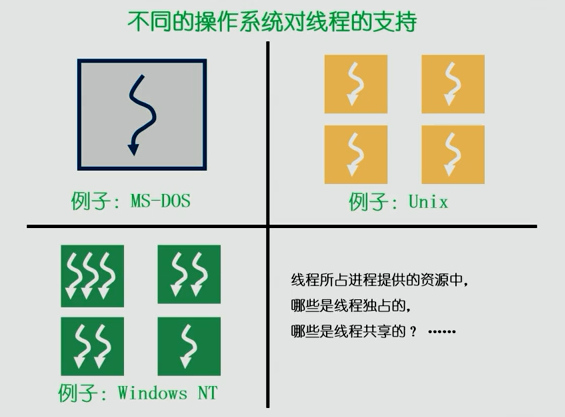 不同的操作系统对线程的支持
例子：MS-DOS
例子：Unix
例子：Windows NT
线程所占进程提供的资源中，
哪些是线程独占的，
哪些是线程共享的？ ……